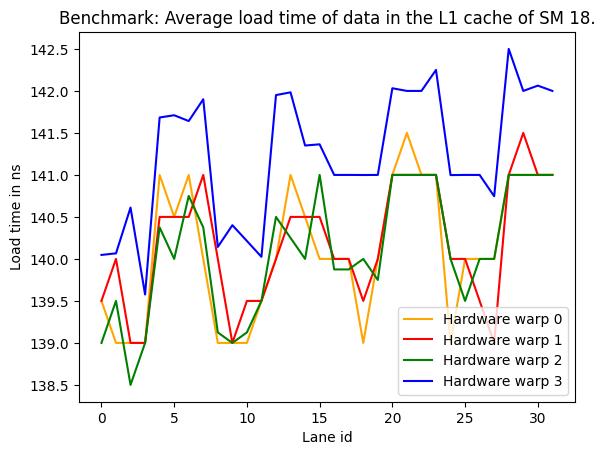 Benchmark: Average load time of data in the L1 cache of SM 18.
142.5
142.0
141.5
141.0
140.5
140.0
139.5
139.0
138.5
Load time in ns
Hardware warp 0
Hardware warp 1
Hardware warp 2
Hardware warp 3
0 5 10 15 20 25 30
Lane id